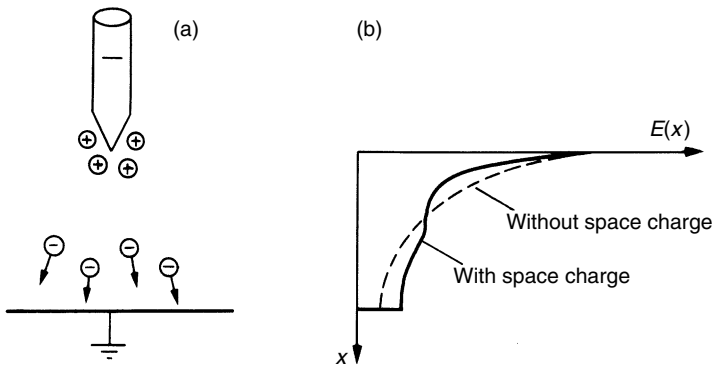 (a)
(b)
−
+ +
+ +
E(x)
Without space charge
With space charge
− −
− −
x